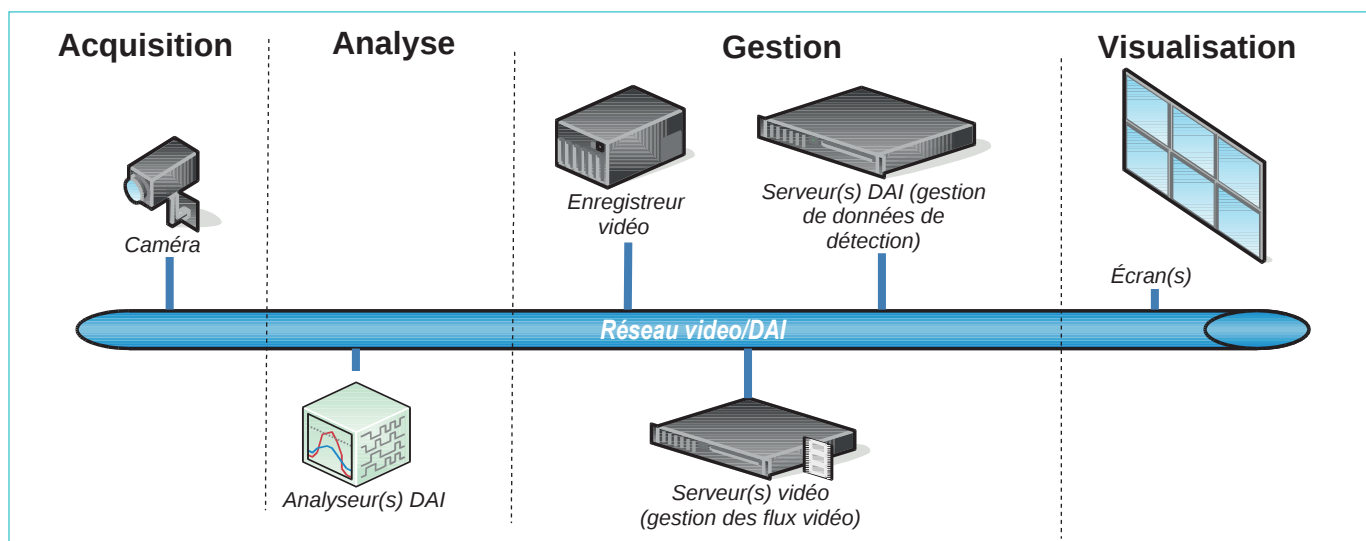 Acquisition
Analyse
Gestion
Visualisation
Caméra
Enregistreur
vidéo
Serveur(s) DAI (gestion
de données de
détection)
Écran(s)
Réseau video/DAI
Analyseur(s) DAI
Serveur(s) vidéo
(gestion des flux vidéo)